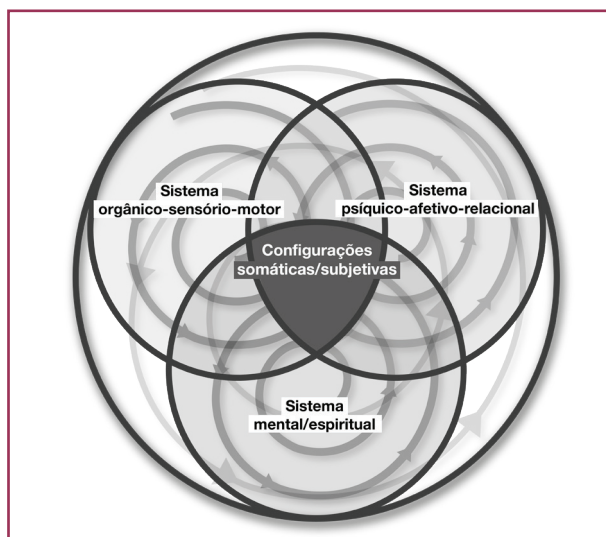 Sistema
orgânico-sensório-motor
Sistema
psíquico-afetivo-relacional
Configurações
somáticas/subjetivas
Sistema
mental/espiritual